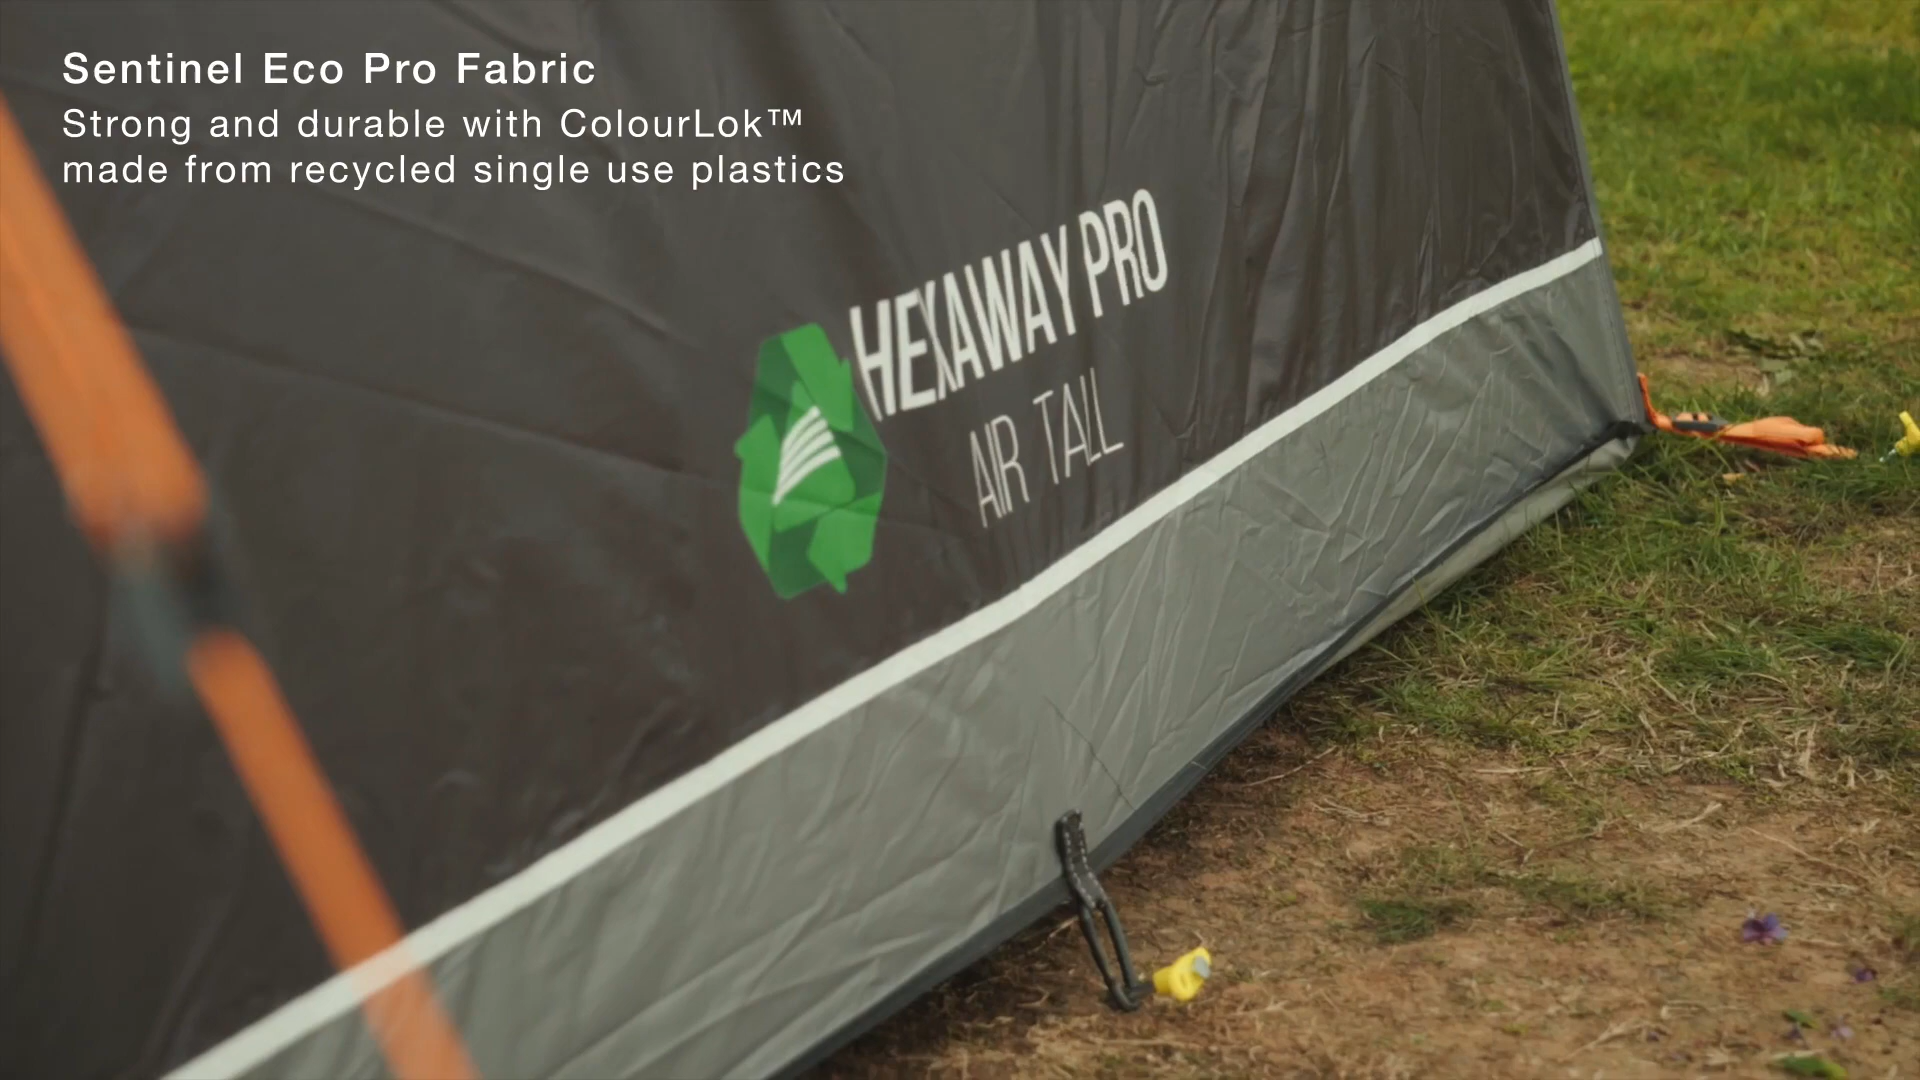 Sentinel Eco Pro Fabric
Strong and durable with ColourLok™
made from recycled single use plastics
HEXAWAY PRO
AIR TALL